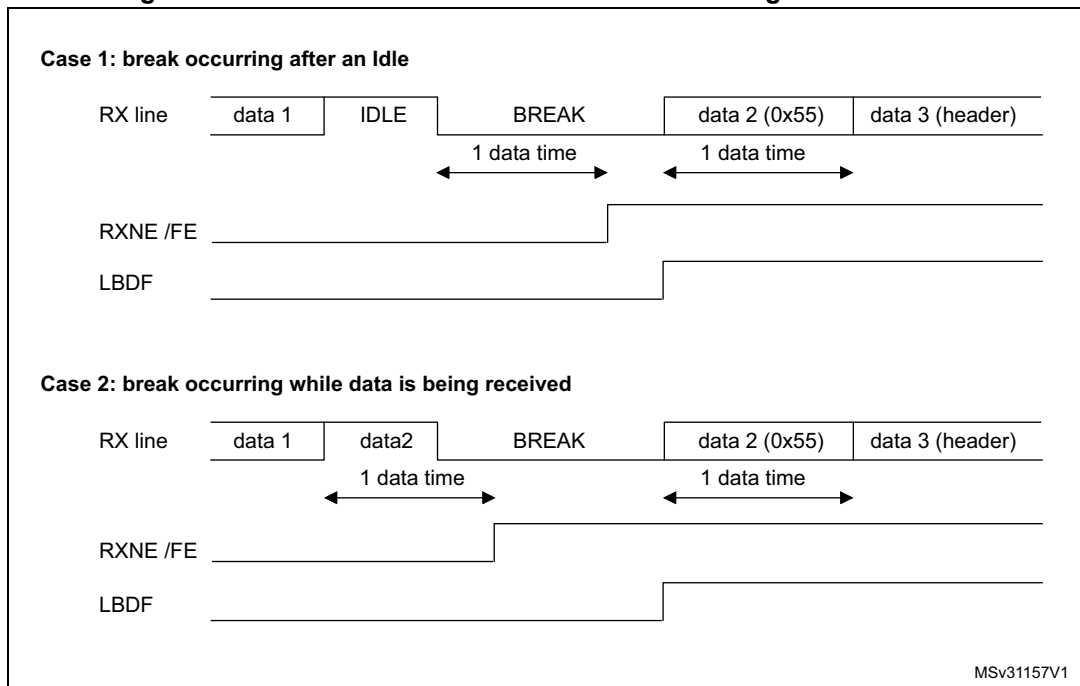 Case 1: break occurring after an Idle
RX line data 1 IDLE BREAK data 2 (0x55) data 3 (header)
1 data time 1 data time
RXNE /FE
LBDF
Case 2: break occurring while data is being received
RX line data 1 data2 BREAK data 2 (0x55) data 3 (header)
1 data time 1 data time
RXNE /FE
LBDF
MSv31157V1